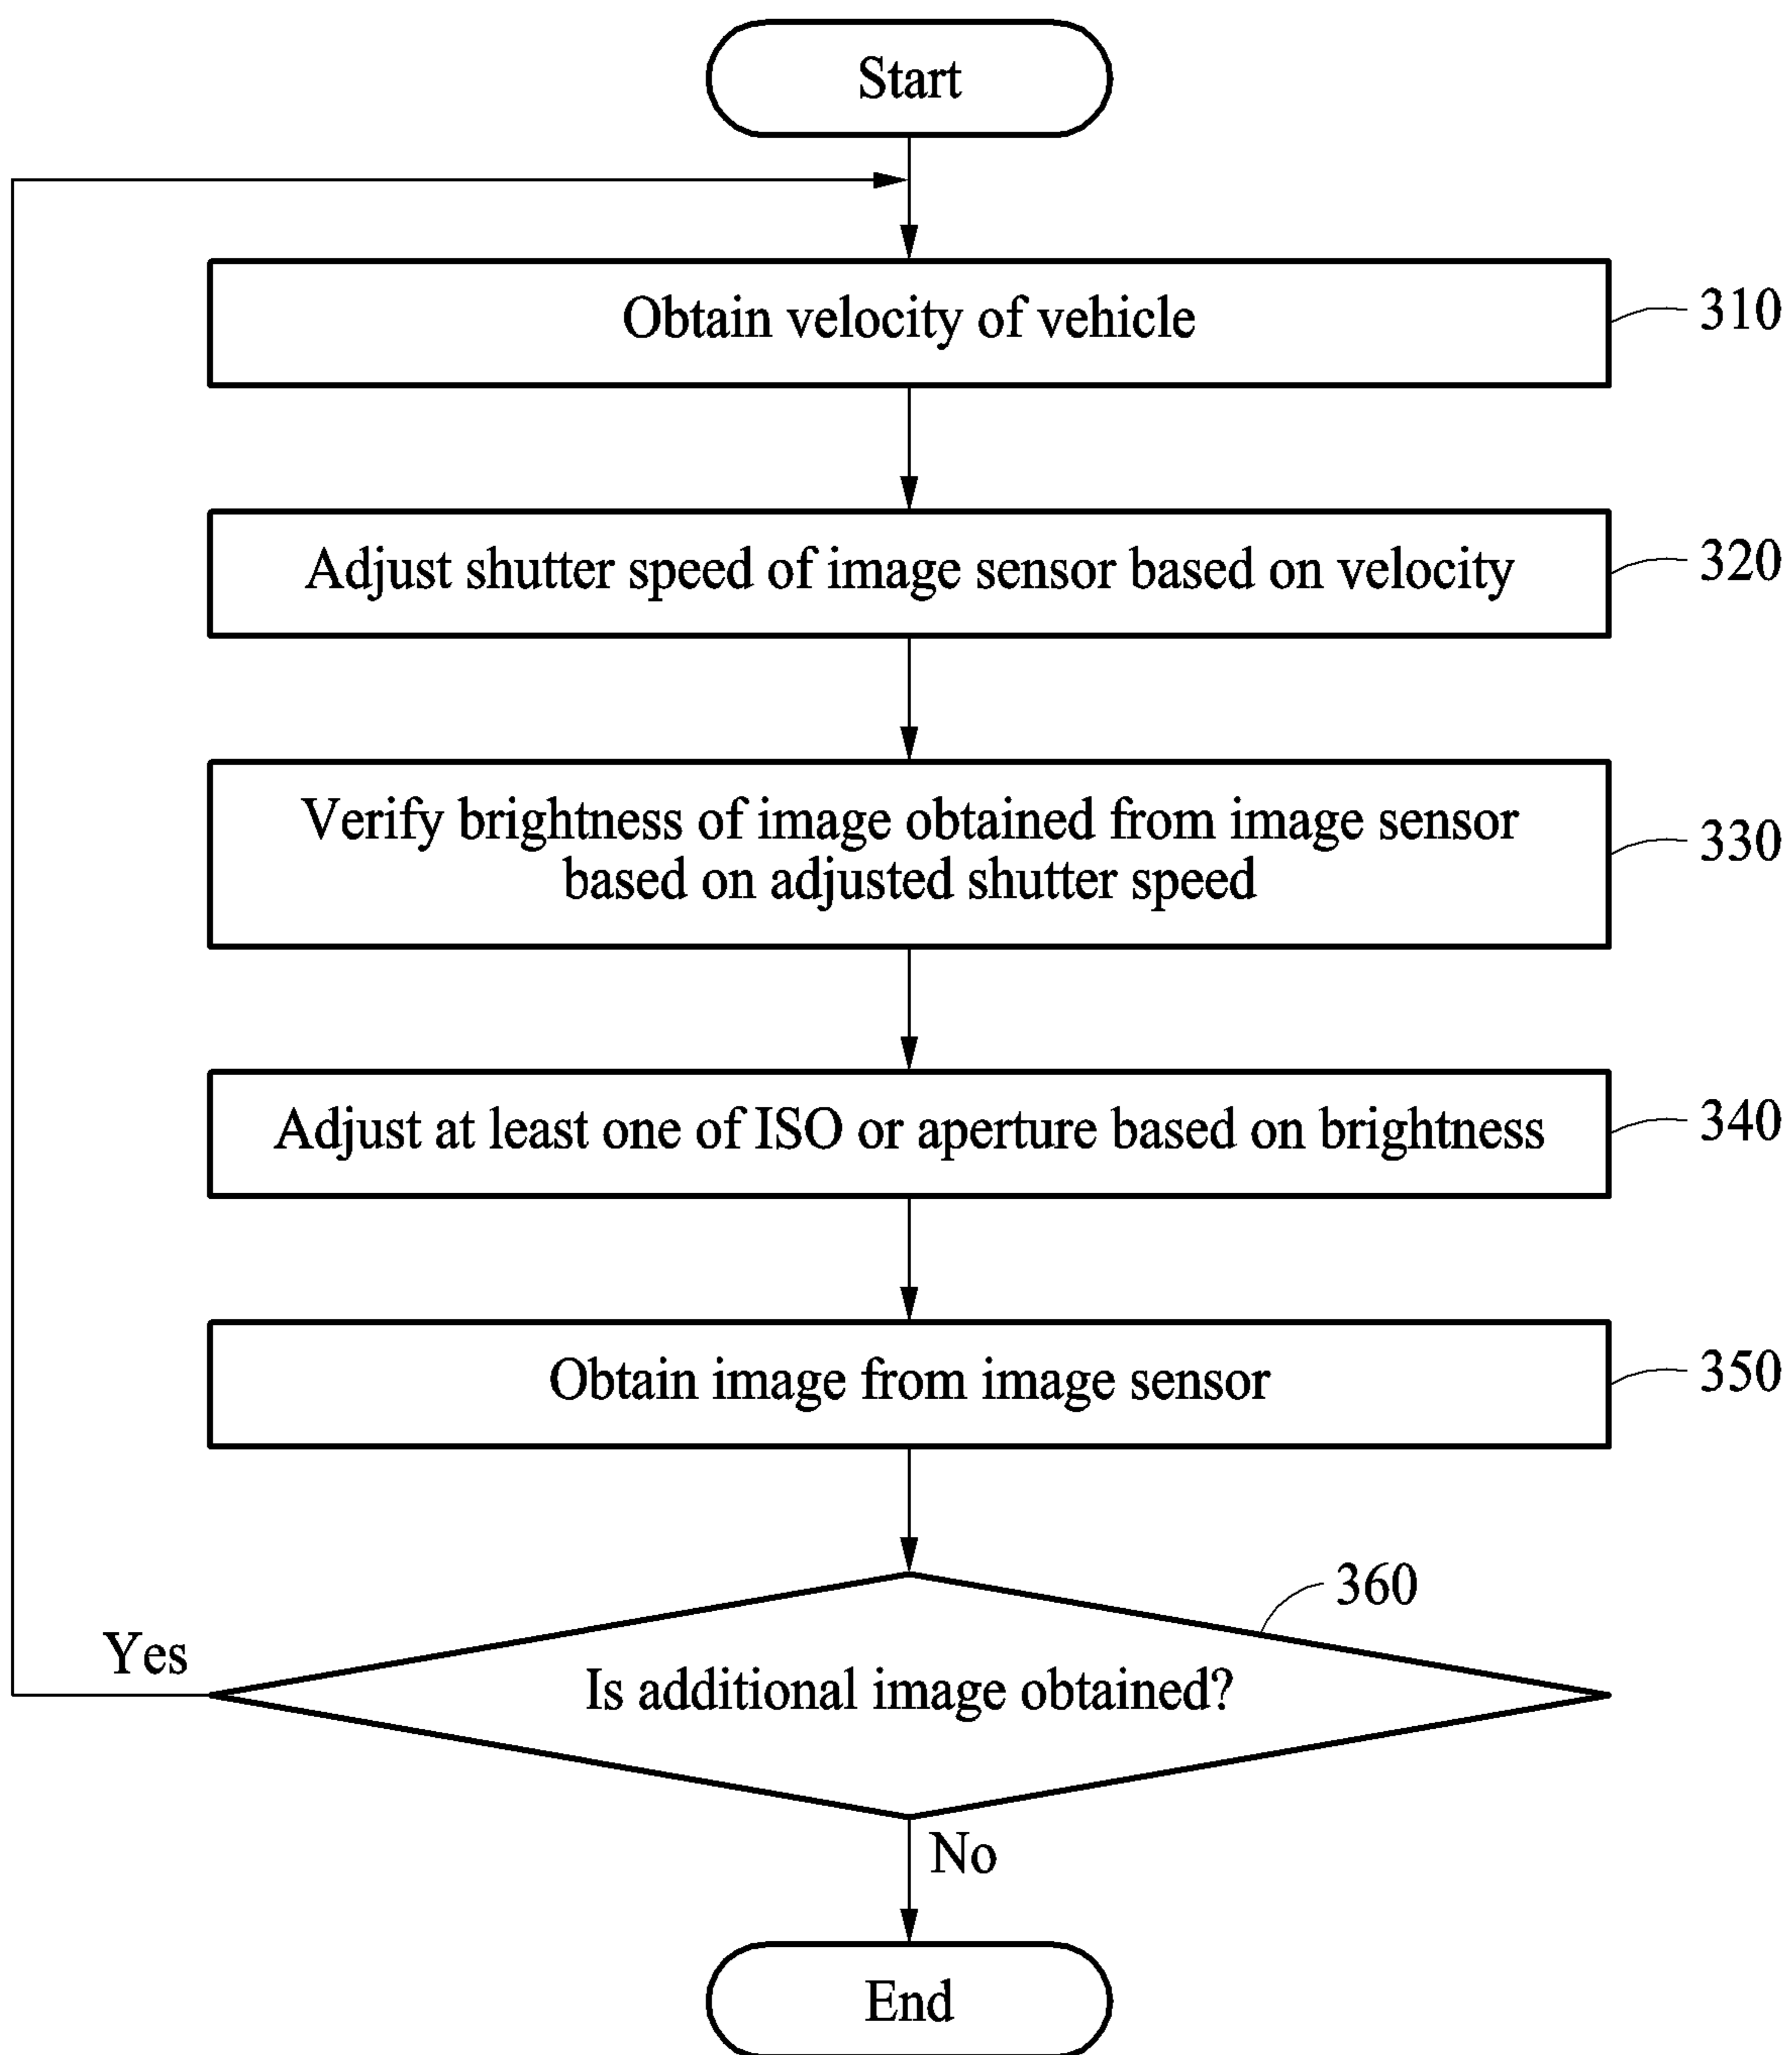 Start
Obtain velocity of vehicle
310
Adjust shutter speed of image sensor based on velocity
320
Verify brightness of image obtained from image sensor
based on adjusted shutter speed
330
Adjust at least one of ISO or aperture based on brightness
340
Obtain image from image sensor
350
360
Yes
Is additional image obtained?
No
End